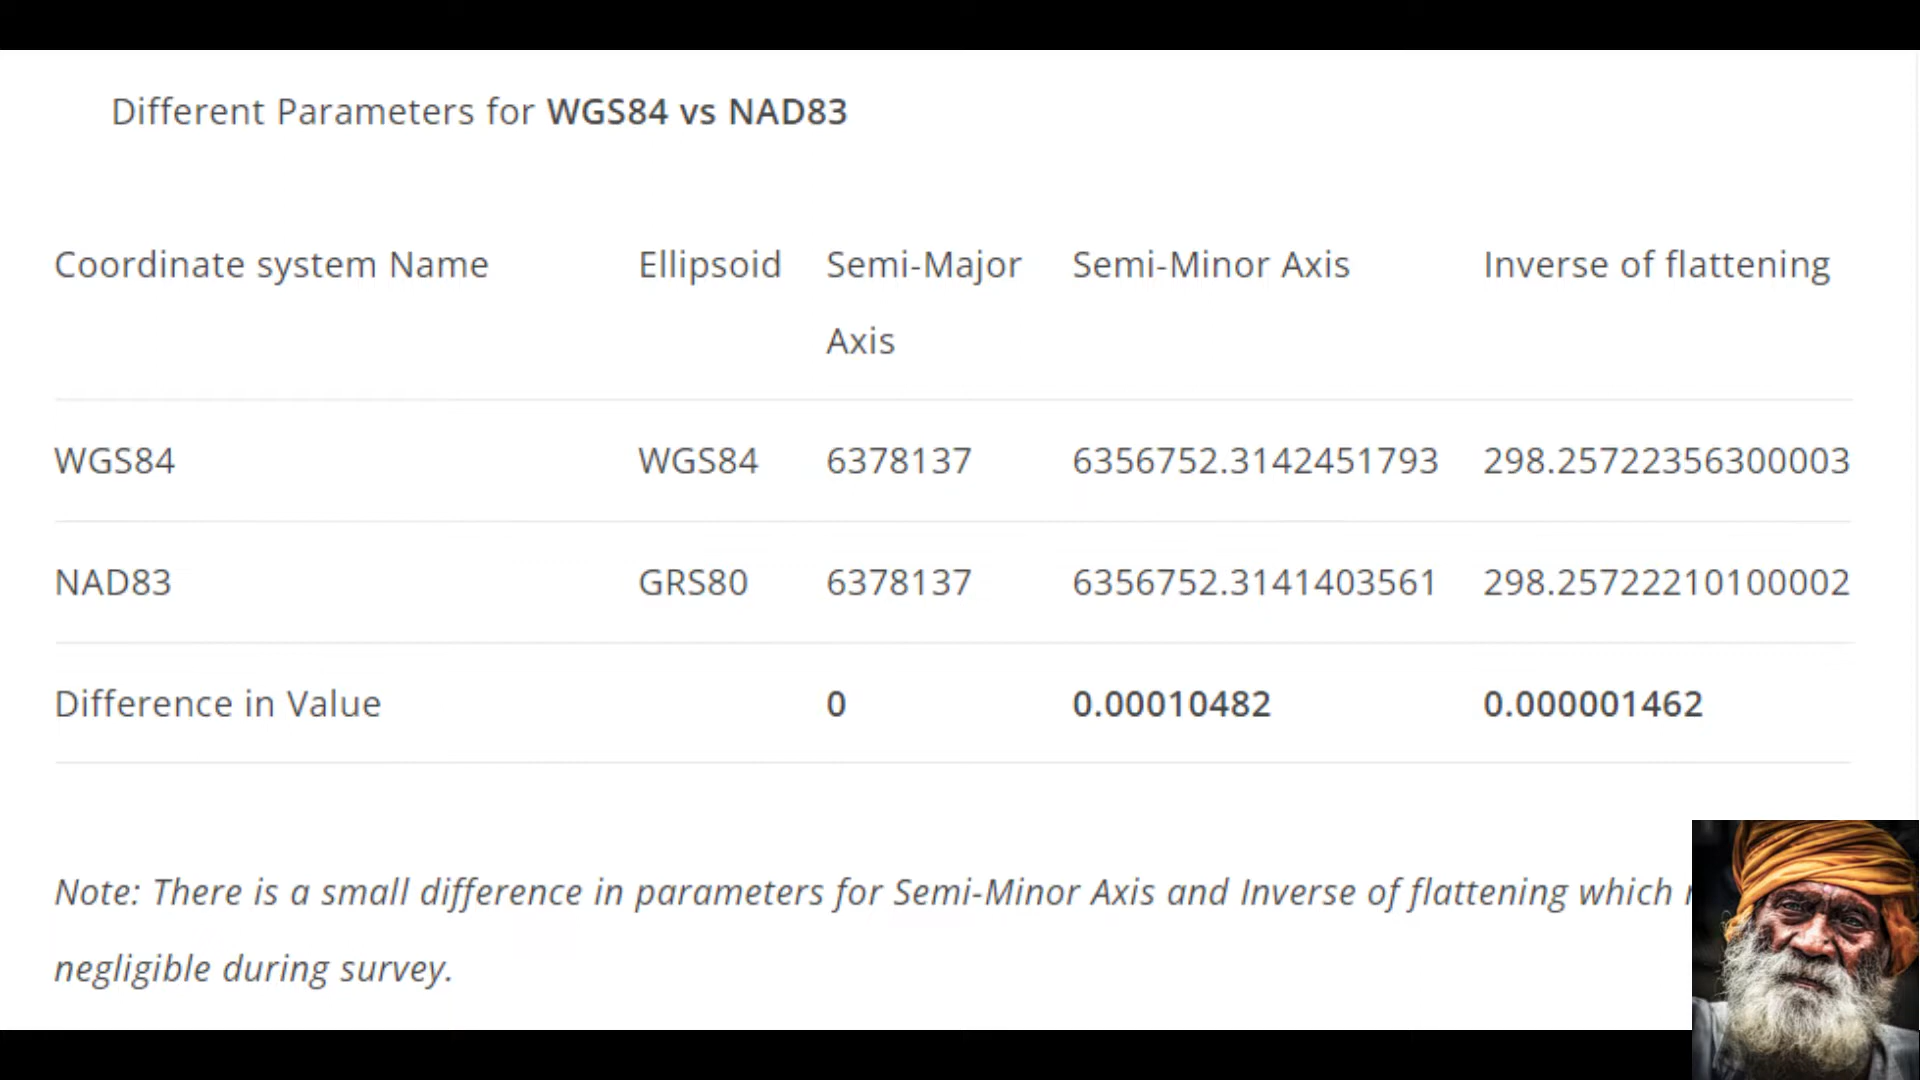 Different Parameters for WGS84 vs NAD83
Coordinate system Name Ellipsoid Semi-Major Axis Semi-Minor Axis Inverse of flattening
WGS84 WGS84 6378137 6356752.3142451793 298.25722356300003
NAD83 GRS80 6378137 6356752.3141403561 298.25722210100002
Difference in Value 0 0.00010482 0.000001462
Note: There is a small difference in parameters for Semi-Minor Axis and Inverse of flattening which
negligible during survey.